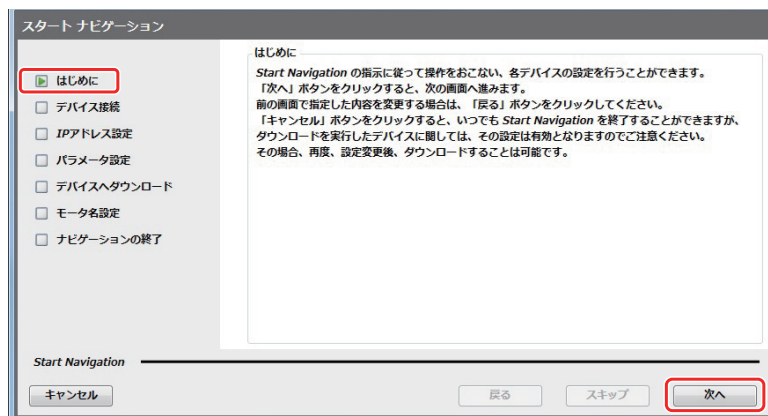 スタート ナビゲーション
はじめに
デバイス接続
IPアドレス設定
パラメータ設定
デバイスへダウンロード
モータ名設定
ナビゲーションの終了
はじめに
Start Navigation の指示に従って操作をおこない、各デバイスの設定を行うことができます。
「次へ」ボタンをクリックすると、次の画面へ進みます。
前の画面で指定した内容を変更する場合は、「戻る」ボタンをクリックしてください。
「キャンセル」ボタンをクリックすると、いつでも Start Navigation を終了することができますが、
ダウンロードを実行したデバイスに関しては、その設定は有効となりますのでご注意ください。
その場合、再度、設定変更後、ダウンロードすることは可能です。
Start Navigation
キャンセル
戻る
スキップ
次へ